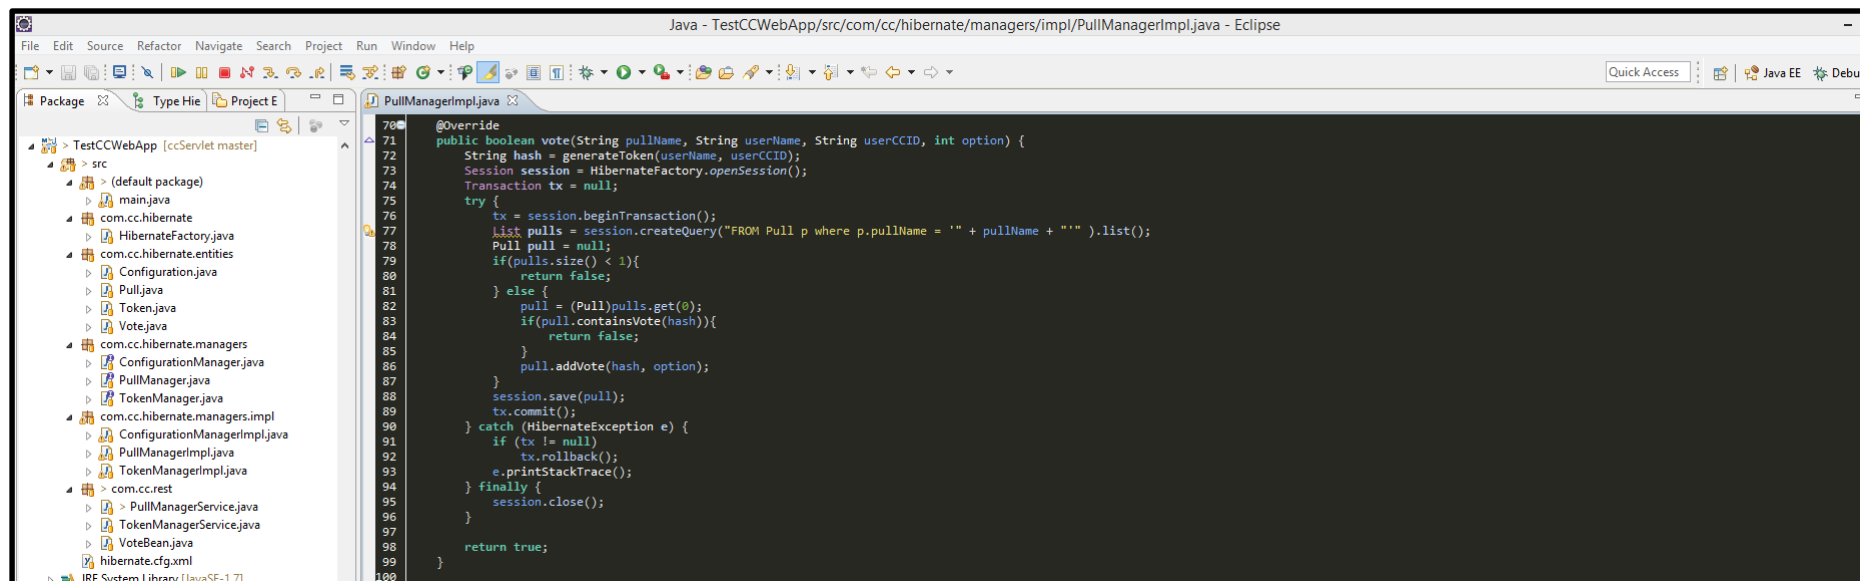 Java - TestCCWebApp/src/com/cc/hibernate/managers/impl/PullManagerImpl.java - Eclipse
File Edit Source Refactor Navigate Search Project Run Window Help
Quick Access Java EE Debu
Package Type Hie Project E
PullManagerImpl.java
> TestCCWebApp [ccServlet master]
> src
> (default package)
main.java
com.cc.hibernate
HibernateFactory.java
com.cc.hibernate.entities
Configuration.java
Pull.java
Token.java
Vote.java
com.cc.hibernate.managers
ConfigurationManager.java
PullManager.java
TokenManager.java
com.cc.hibernate.managers.impl
ConfigurationManagerImpl.java
PullManagerImpl.java
TokenManagerImpl.java
> com.cc.rest
> PullManagerService.java
TokenManagerService.java
VoteBean.java
hibernate.cfg.xml
JRE System Library [JavaSE-1.7]
70 @Override
71 public boolean vote(String pullName, String userName, String userCCID, int option) {
72 String hash = generateToken(userName, userCCID);
73 Session session = HibernateFactory.openSession();
74 Transaction tx = null;
75 try {
76 tx = session.beginTransaction();
77 List pulls = session.createQuery("FROM Pull p where p.pullName = '" + pullName + "'" ).list();
78 Pull pull = null;
79 if(pulls.size() < 1){
80 return false;
81 } else {
82 pull = (Pull)pulls.get(0);
83 if(pull.containsVote(hash)){
84 return false;
85 }
86 pull.addVote(hash, option);
87 }
88 session.save(pull);
89 tx.commit();
90 } catch (HibernateException e) {
91 if (tx != null)
92 tx.rollback();
93 e.printStackTrace();
94 } finally {
95 session.close();
96 }
97
98 return true;
99 }
100